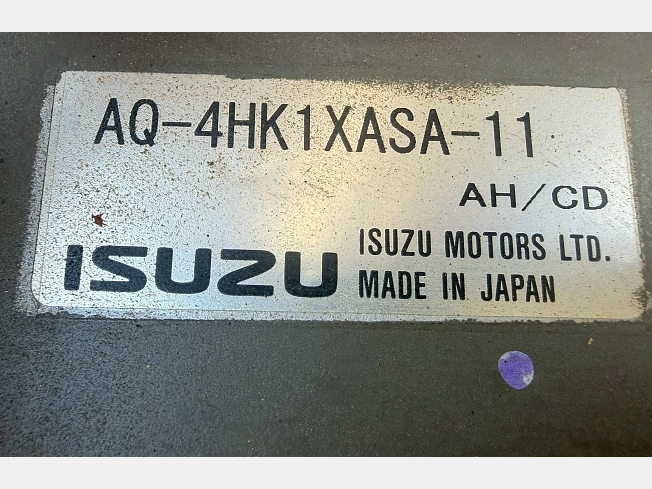 AQ-4HK1XASA-11
AH/CD
ISUZU
ISUZU MOTORS LTD.
MADE IN JAPAN